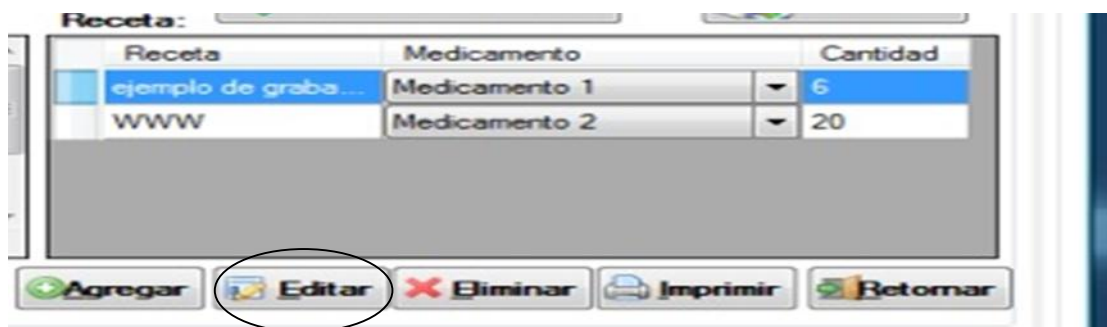 Receta:
Receta Medicamento Cantidad
ejemplo de graba... Medicamento 1 6
WWW Medicamento 2 20
Agregar Editar Eliminar Imprimir Retornar